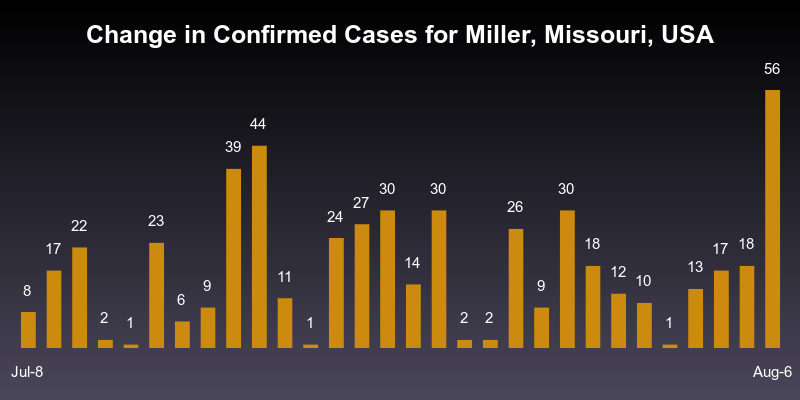 Change in Confirmed Cases for Miller, Missouri, USA
8 17 22 2 1 23 6 9 39 44 11 1 24 27 30 14 30 2 2 26 9 30 18 12 10 1 13 17 18 56
Jul-8 Aug-6